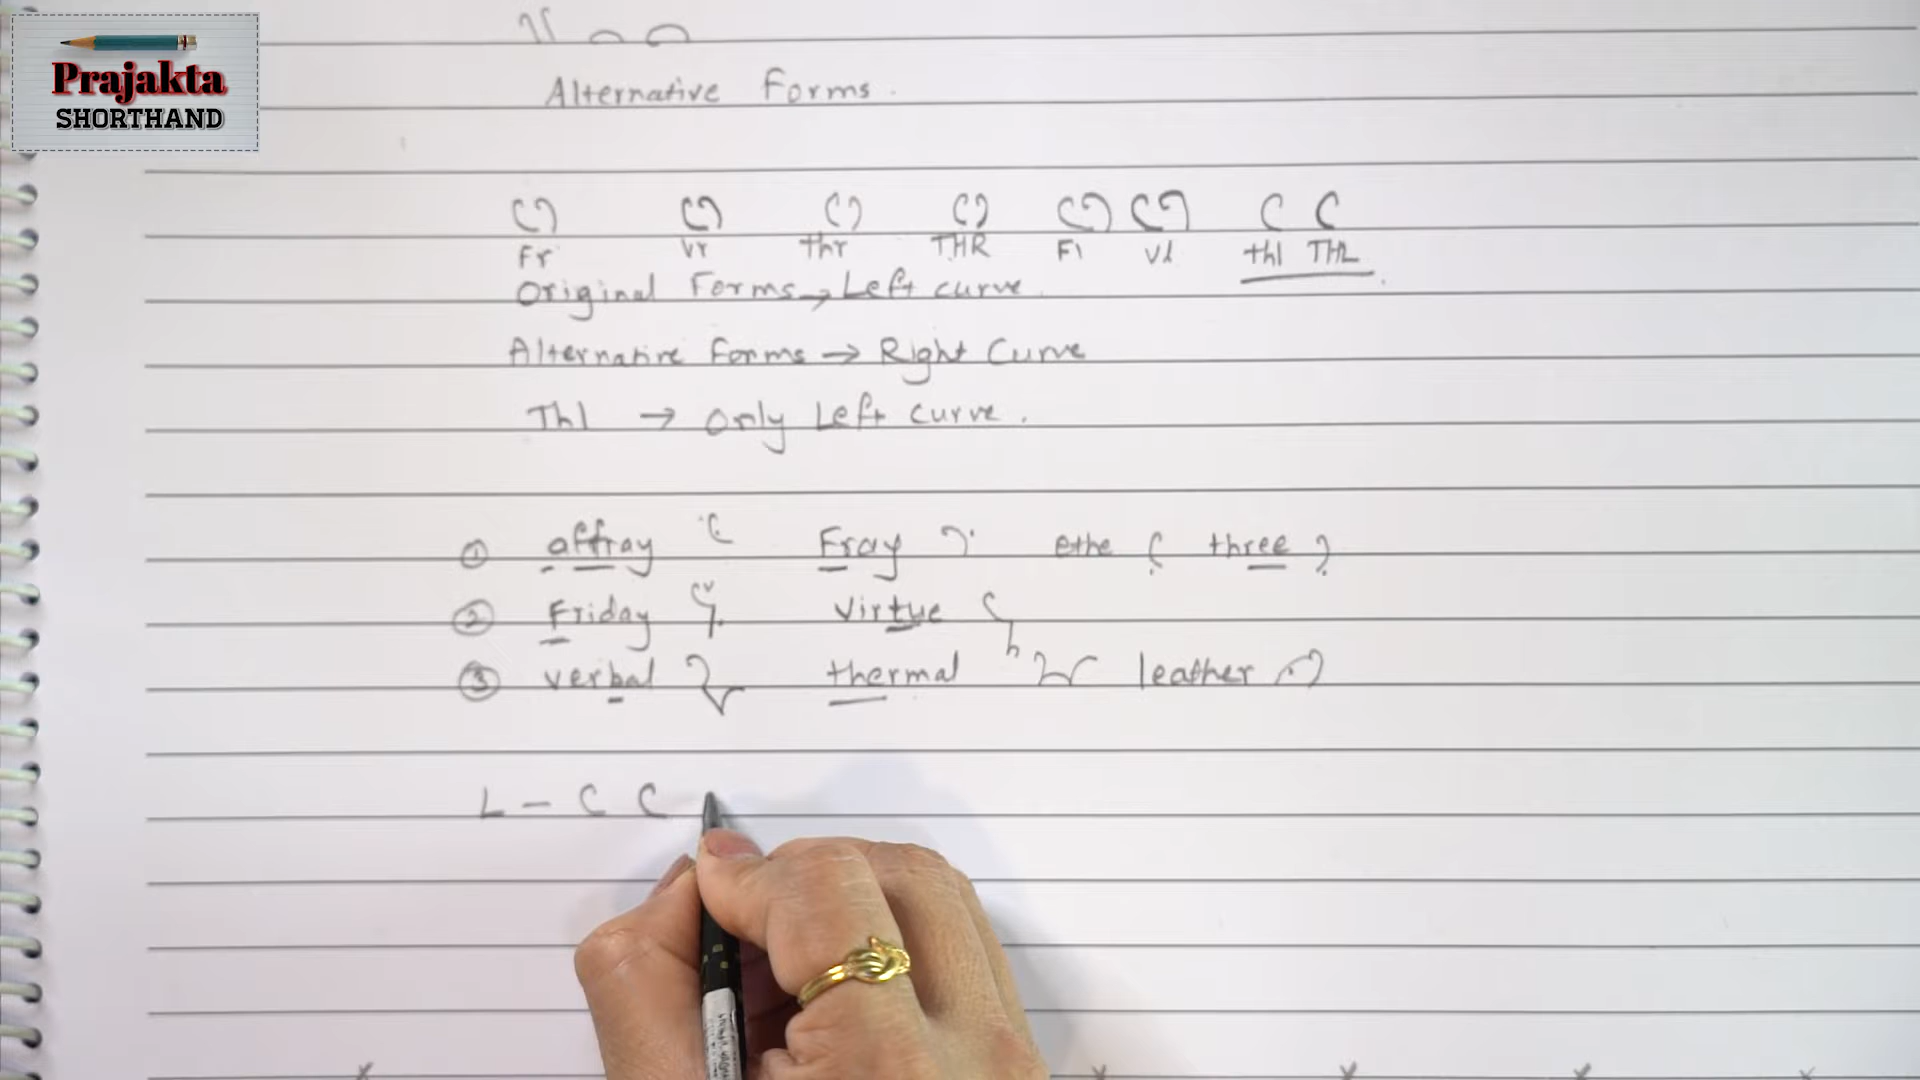 Prajakta
SHORTHAND
Alternative Forms.
Fr Vr thr THR Fl Vl thl THL
Original Forms → Left curve.
Alternative Forms → Right Curve
Thl → only Left curve.
① affray Fray ethe three
② Friday Virtue
③ verbal thermal leather
L –